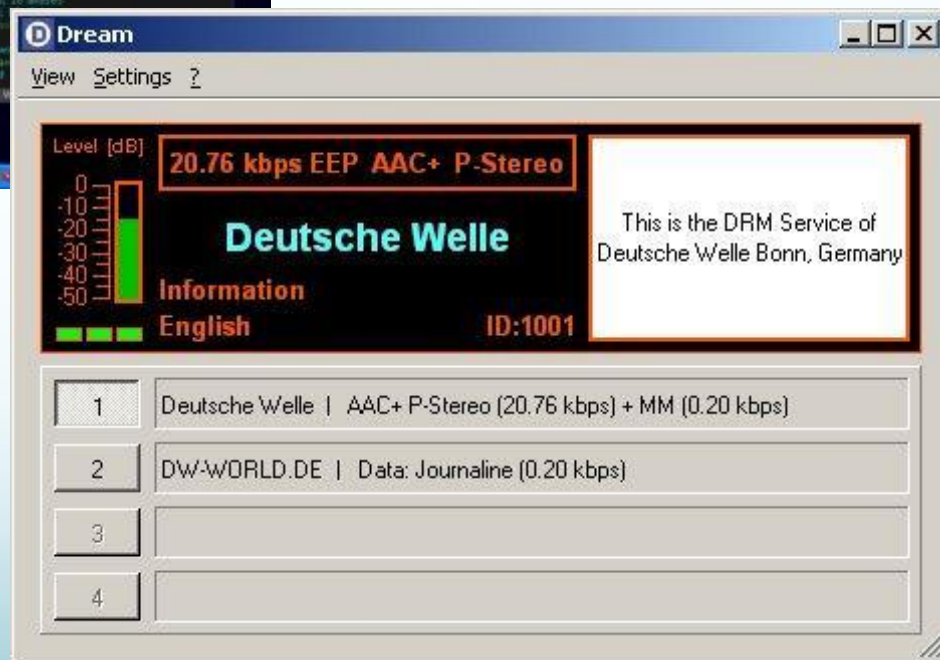 Dream
View Settings ?
Level [dB]
0
-10
-20
-30
-40
-50
20.76 kbps EEP AAC+ P-Stereo
Deutsche Welle
Information
English ID:1001
This is the DRM Service of
Deutsche Welle Bonn, Germany
1 Deutsche Welle | AAC+ P-Stereo (20.76 kbps) + MM (0.20 kbps)
2 DW-WORLD.DE | Data: Journaline (0.20 kbps)
3
4